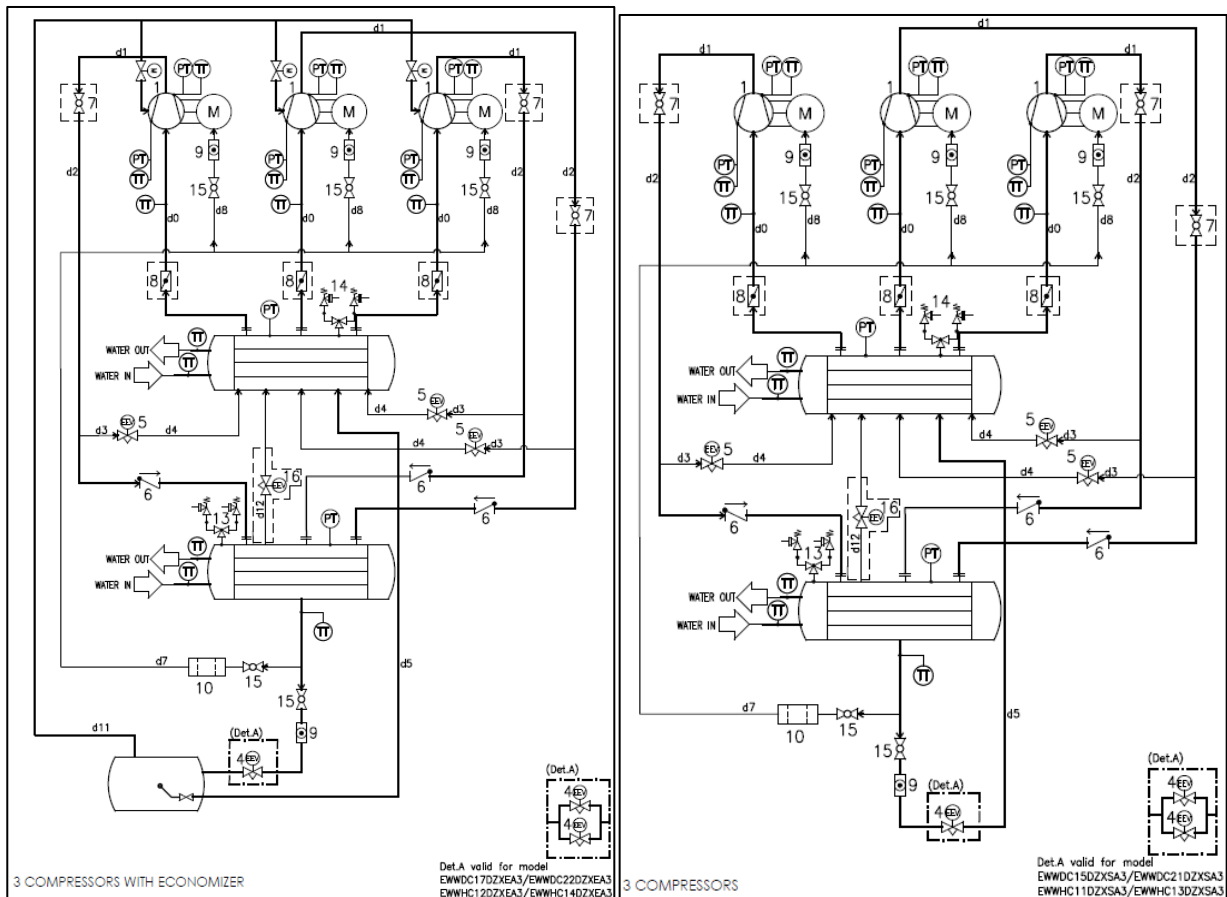 d1
d1
d1
PT TT
PT TT
PT TT
1
1
1
7
7
M
M
M
PT
TT
PT
TT
PT
TT
9
9
9
d2
d2
d2
15
15
15
TT
TT
TT
7
d0
d8
d0
d8
d0
d8
8
8
14
8
PT
WATER OUT
TT
WATER IN
TT
5
EEV
d4
d3
d3
EEV
5
d4
5
EEV
d4
d3
6
16
EEV
6
d12
6
13
PT
WATER OUT
TT
WATER IN
TT
TT
d7
10
15
15
d5
9
d11
(Det.A)
4
EEV
(Det.A)
4
EEV
4
EEV
3 COMPRESSORS WITH ECONOMIZER
Det.A valid for model
EWWDC17DZXEA3/EWWDC22DZXEA3
EWWHC12DZXEA3/EWWHC14DZXEA3
d1
d1
d1
PT TT
PT TT
PT TT
1
1
1
7
7
M
M
M
PT
TT
PT
TT
PT
TT
9
9
9
d2
d2
d2
15
15
15
TT
TT
TT
7
d0
d8
d0
d8
d0
d8
8
8
14
8
PT
WATER OUT
TT
WATER IN
TT
5
EEV
d4
d3
d3
EEV
5
d4
5
EEV
d4
d3
6
16
EEV
6
d12
6
13
PT
WATER OUT
TT
WATER IN
TT
TT
d7
10
15
15
d5
9
(Det.A)
4
EEV
(Det.A)
4
EEV
4
EEV
3 COMPRESSORS
Det.A valid for model
EWWDC15DZXSA3/EWWDC21DZXSA3
EWWHC11DZXSA3/EWWHC13DZXSA3